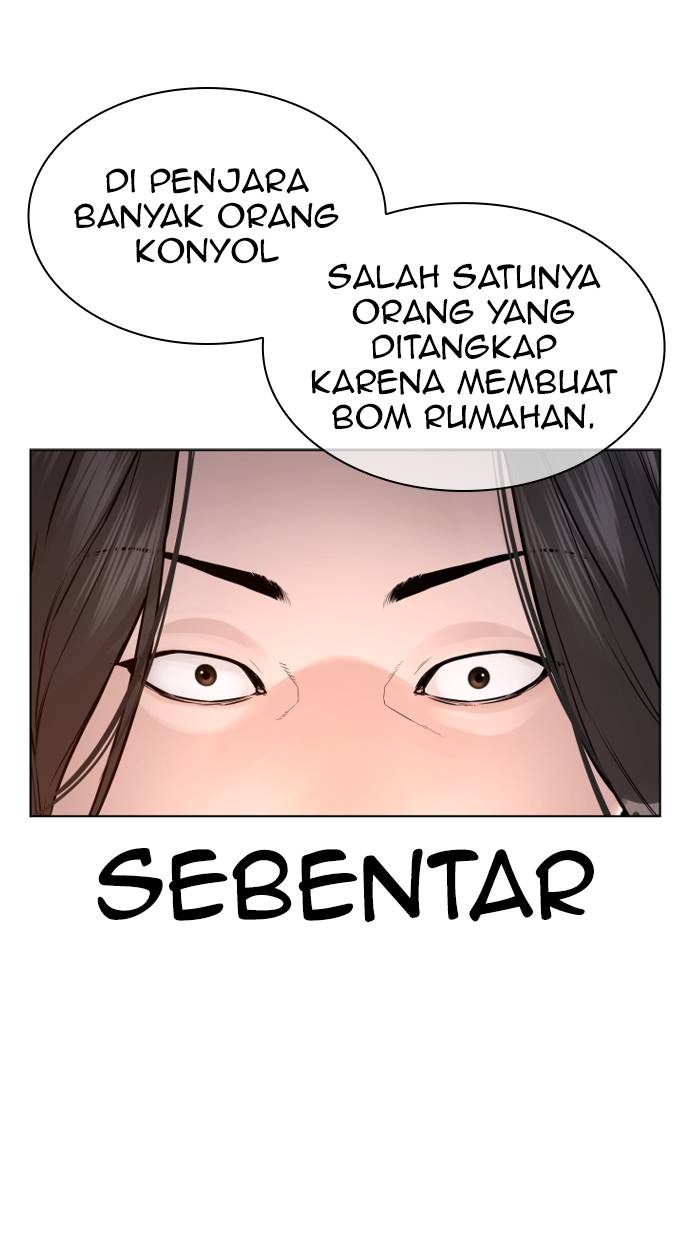 DI PENJARA
BANYAK ORANG
KONYOL
SALAH SATUNYA
ORANG YANG
DITANGKAP
KARENA MEMBUAT
BOM RUMAHAN.
SEBENTAR